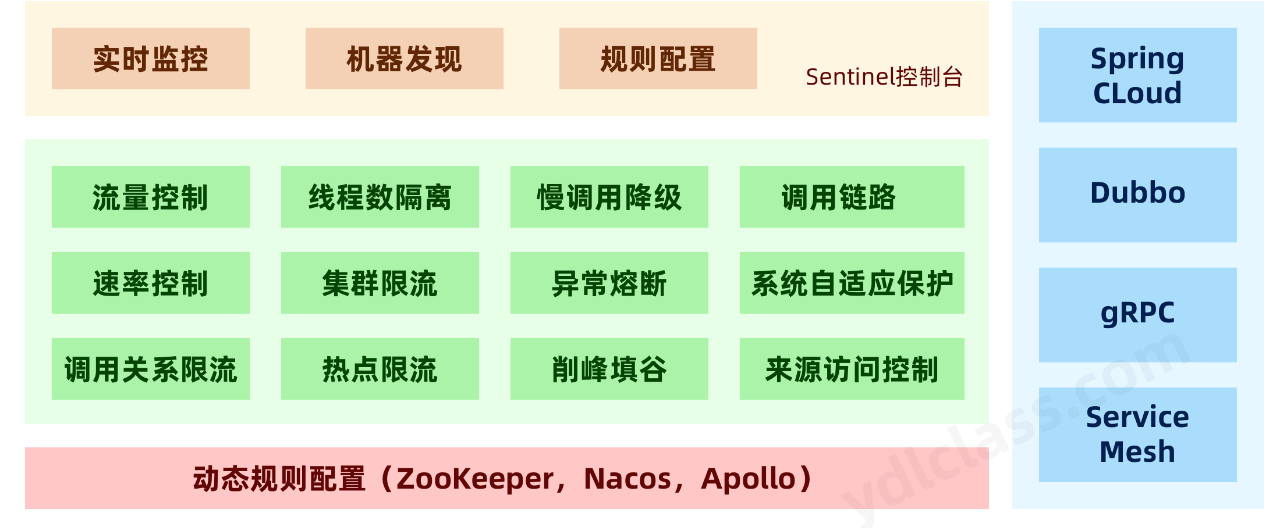 实时监控
机器发现
规则配置
Sentinel控制台
流量控制
线程数隔离
慢调用降级
调用链路
速率控制
集群限流
异常熔断
系统自适应保护
调用关系限流
热点限流
削峰填谷
来源访问控制
动态规则配置（ZooKeeper，Nacos，Apollo）
Spring
CLoud
Dubbo
gRPC
Service
Mesh
ydlclass.com